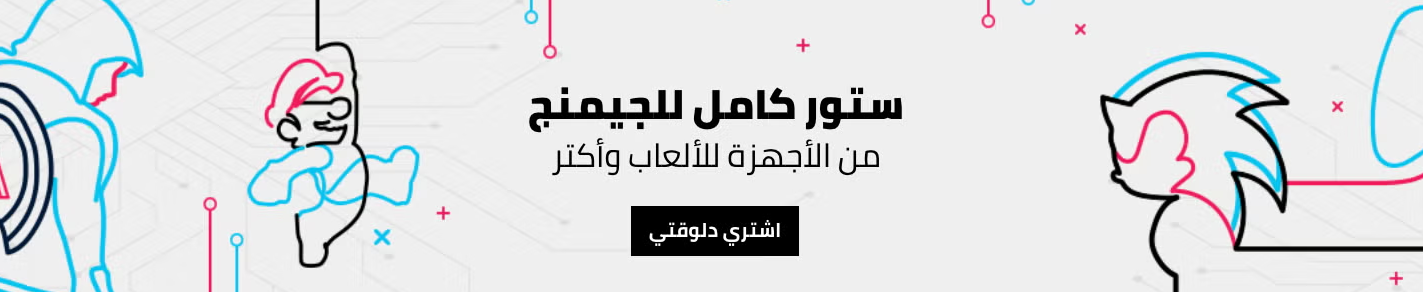 ستور كامل للجيمنج
من الأجهزة للألعاب وأكتر
اشتري دلوقتي